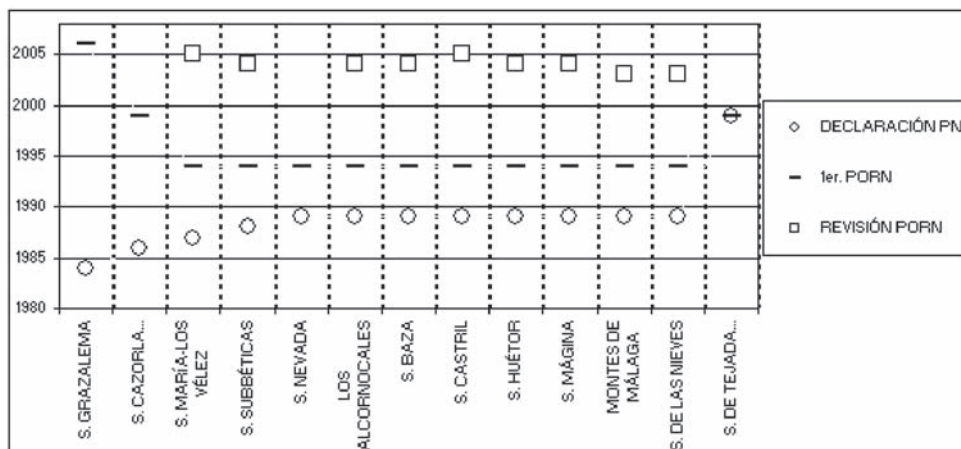 2005
2000
1995
1990
1985
1980
S. GRAZALEMA
S. CAZORLA...
S. MARÍA-LOS
VÉLEZ
S. SUBBÉTICAS
S. NEVADA
LOS
ALCORNOCALES
S. BAZA
S. CASTRIL
S. HUÉTOR
S. MÁGINA
MONTES DE
MÁLAGA
S. DE LAS NIEVES
S. DE TEJADA...
DECLARACIÓN PN
1er. PORN
REVISIÓN PORN